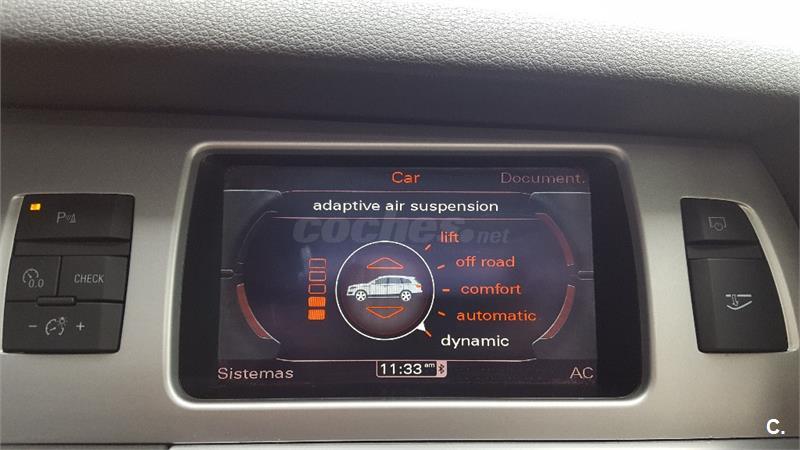 Car
Document.
adaptive air suspension
coches.net
lift
off road
comfort
automatic
dynamic
Sistemas
11:33 am
AC
P
0.0
CHECK
- +
C.